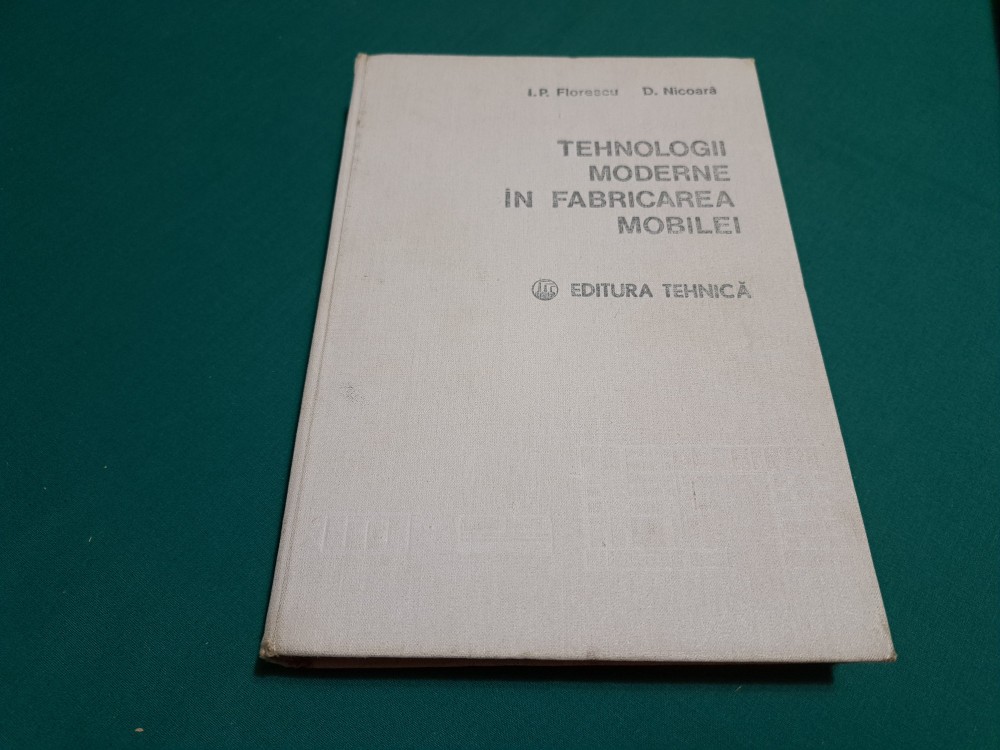 I.P. Florescu D. Nicoară
TEHNOLOGII
MODERNE
ÎN FABRICAREA
MOBILEI
EDITURA TEHNICĂ